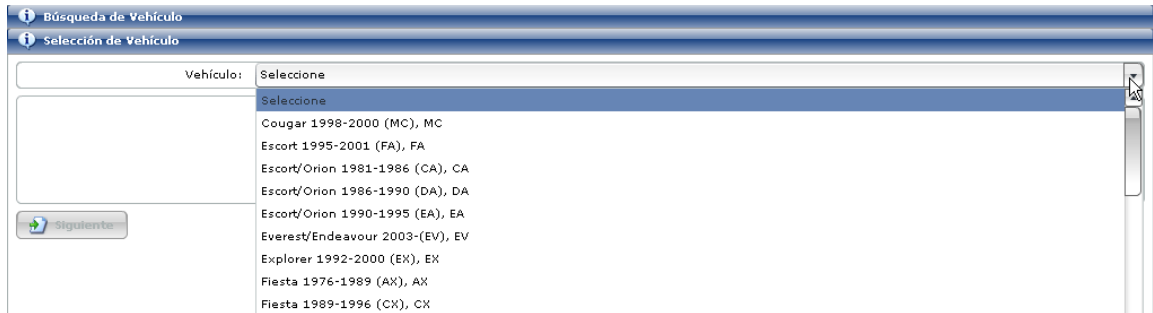 Búsqueda de Vehículo
Selección de Vehículo
Vehículo: Seleccione
Seleccione
Cougar 1998-2000 (MC), MC
Escort 1995-2001 (FA), FA
Escort/Orion 1981-1986 (CA), CA
Escort/Orion 1986-1990 (DA), DA
Escort/Orion 1990-1995 (EA), EA
Siguiente
Everest/Endeavour 2003-(EV), EV
Explorer 1992-2000 (EX), EX
Fiesta 1976-1989 (AX), AX
Fiesta 1989-1996 (CX), CX